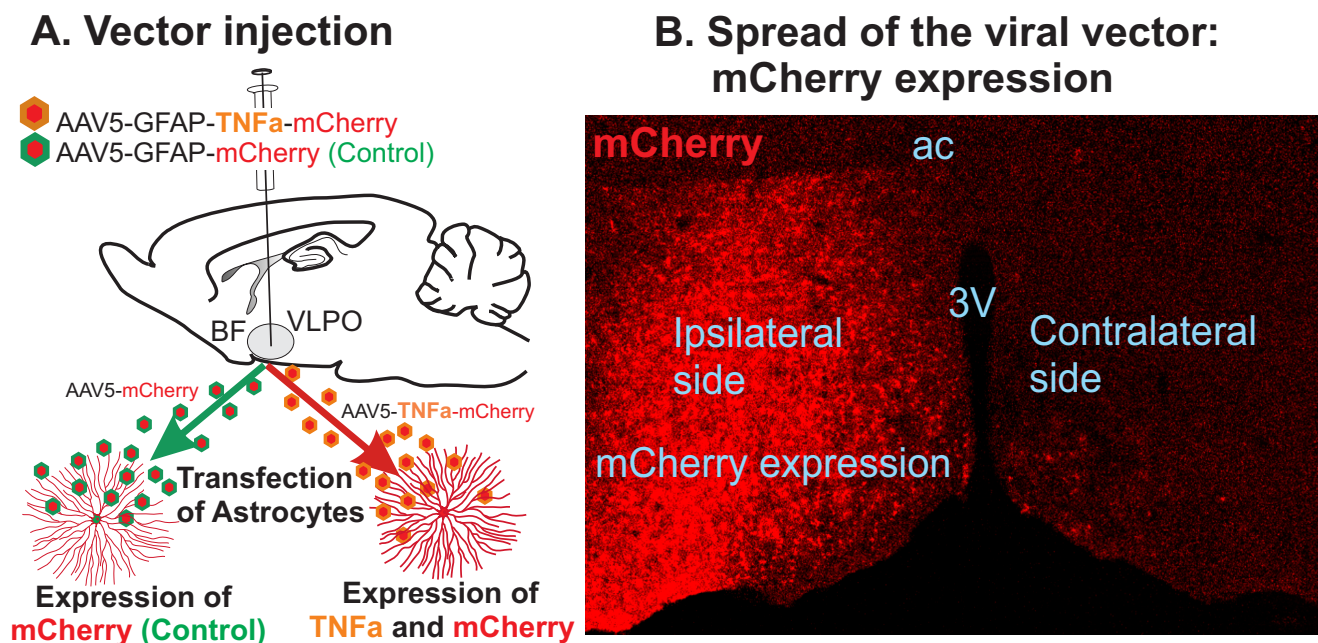 A. Vector injection
AAV5-GFAP-TNFa-mCherry
AAV5-GFAP-mCherry (Control)
BF
VLPO
AAV5-mCherry
AAV5-TNFa-mCherry
Transfection
of Astrocytes
Expression of
mCherry (Control)
Expression of
TNFa and mCherry
B. Spread of the viral vector:
mCherry expression
mCherry
ac
3V
Ipsilateral
side
Contralateral
side
mCherry expression